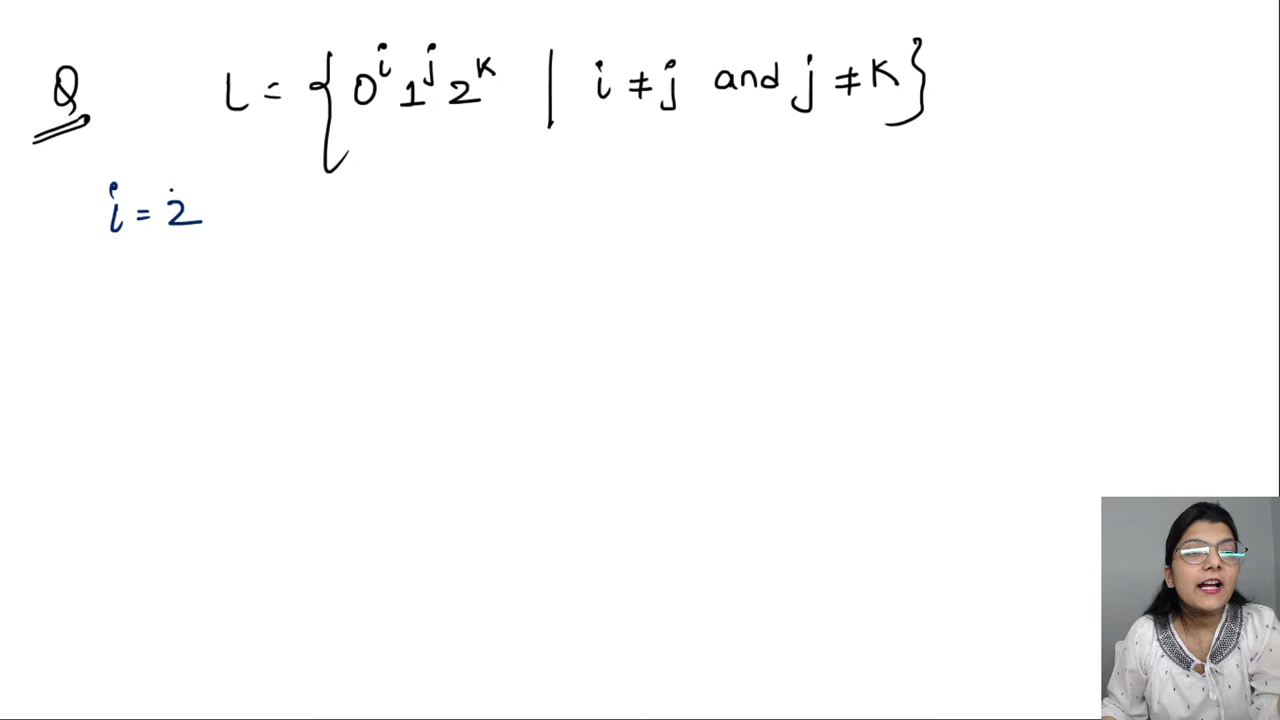 Q L = { 0^i 1^j 2^k | i ≠ j and j ≠ k }
i = 2